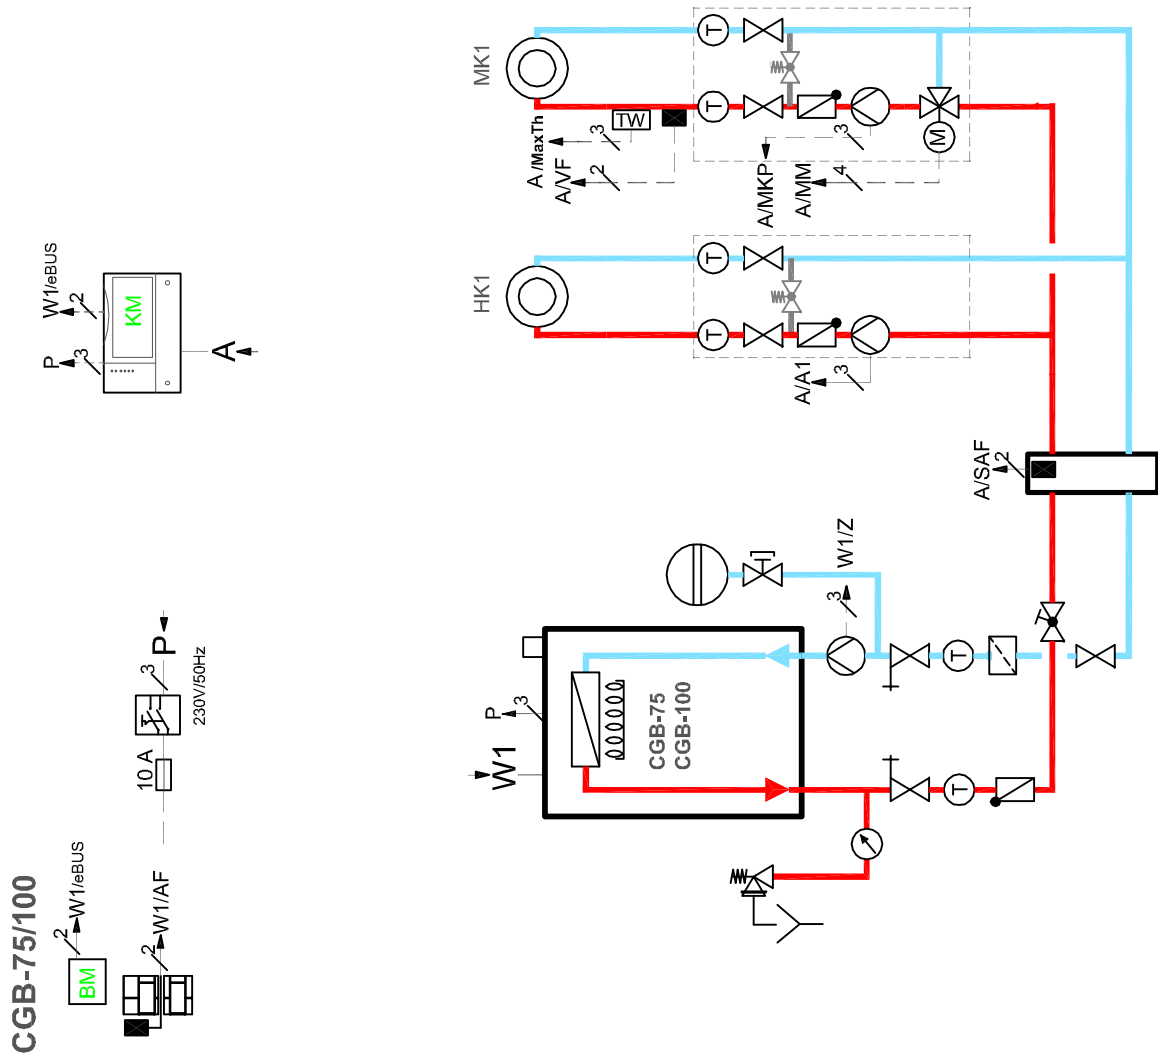 CGB-75/100
BM
2
W1/eBUS
2
W1/AF
10 A
3
P
230V/50Hz
P
3
W1/eBUS
2
KM
A
W1
P
3
CGB-75
CGB-100
3
W1/Z
T
T
A/SAF
2
HK1
T
T
A/A1
3
MK1
T
T
TW
A/MaxTh
3
A/VF
2
A/MKP
3
A/MM
4
M